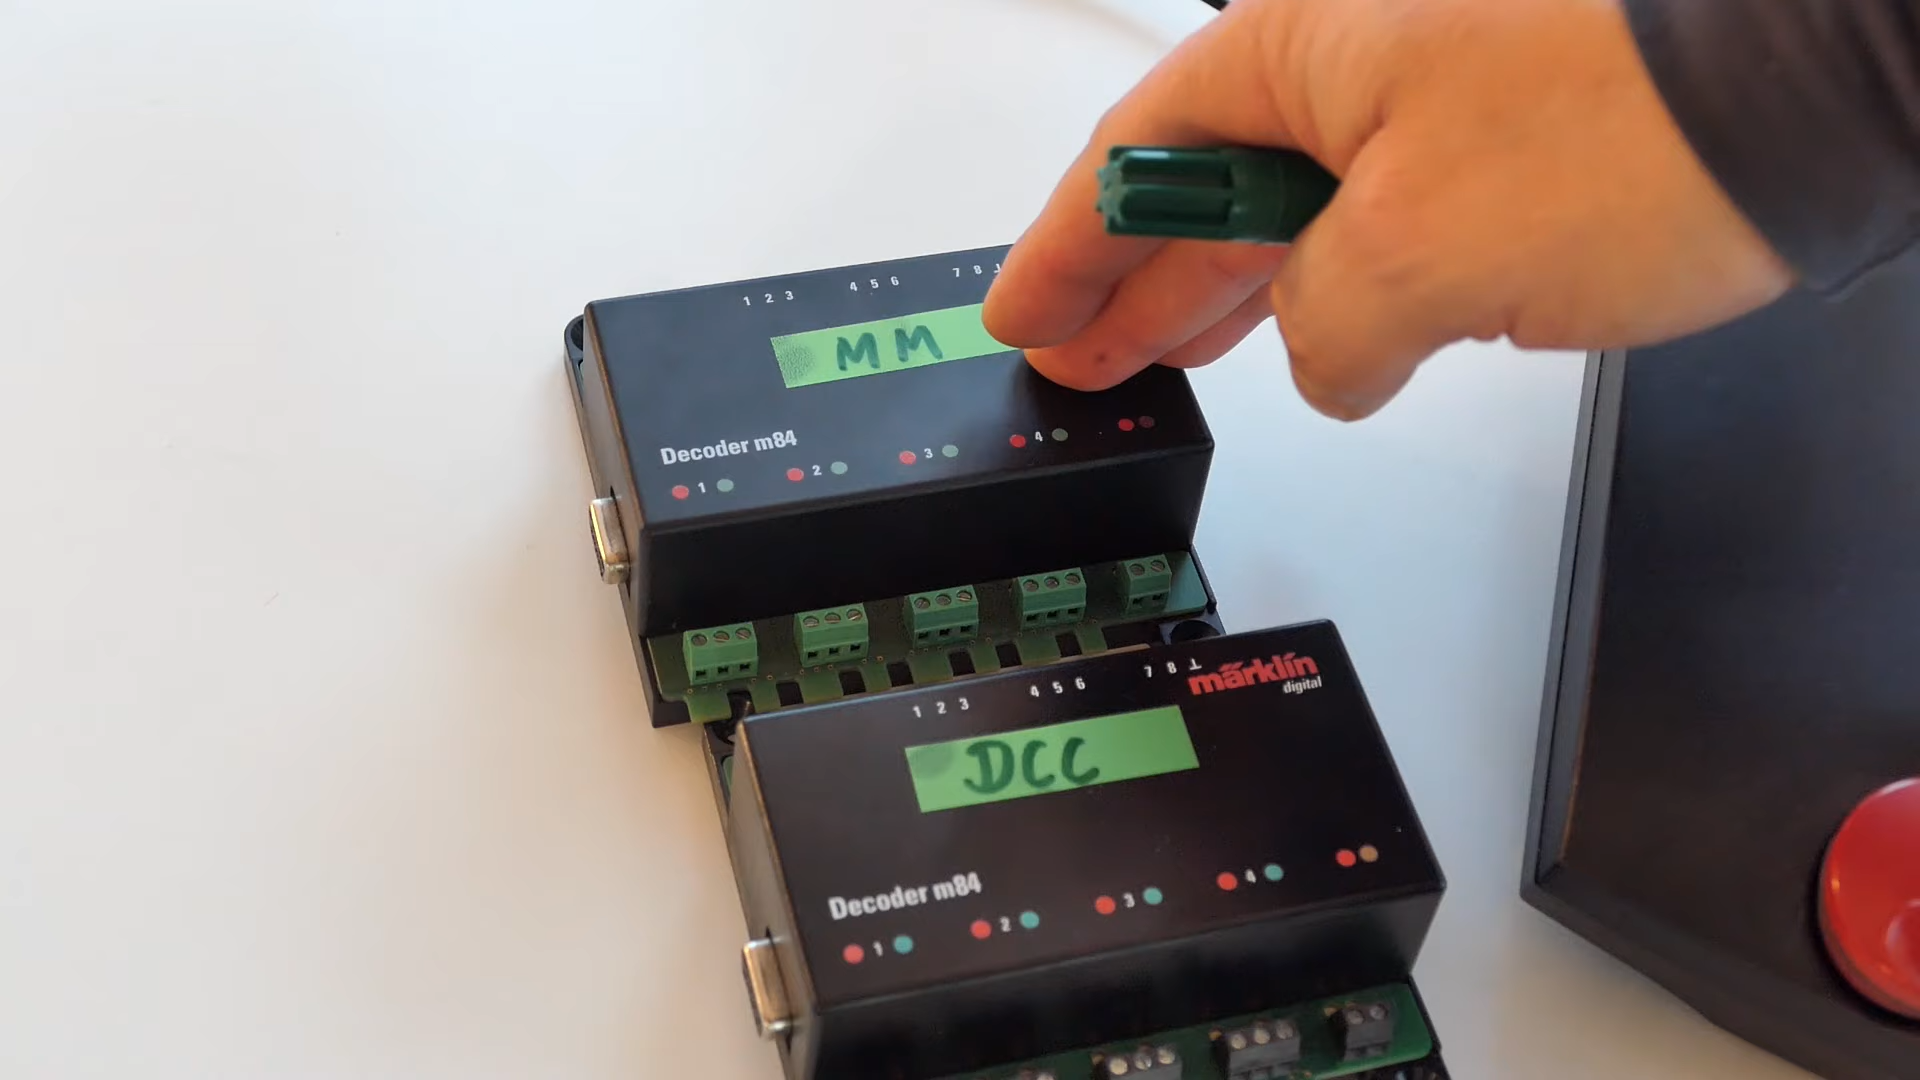 1 2 3 4 5 6 7 8 ⊥
MM
Decoder m84
1 2 3 4
1 2 3 4 5 6 7 8 ⊥
märklin
digital
DCC
Decoder m84
1 2 3 4